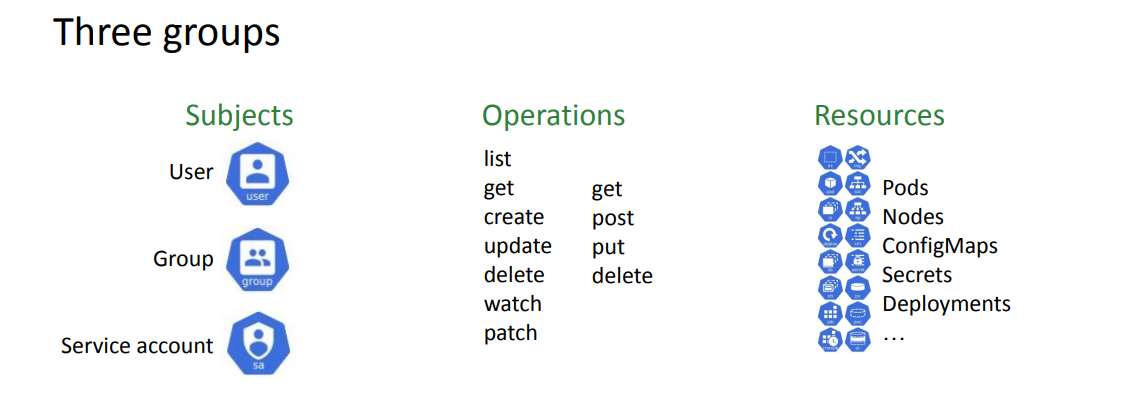 Three groups
Subjects
User
user
Group
group
Service account
sa
Operations
list
get
create
update
delete
watch
patch
get
post
put
delete
Resources
Pods
Nodes
ConfigMaps
Secrets
Deployments
...